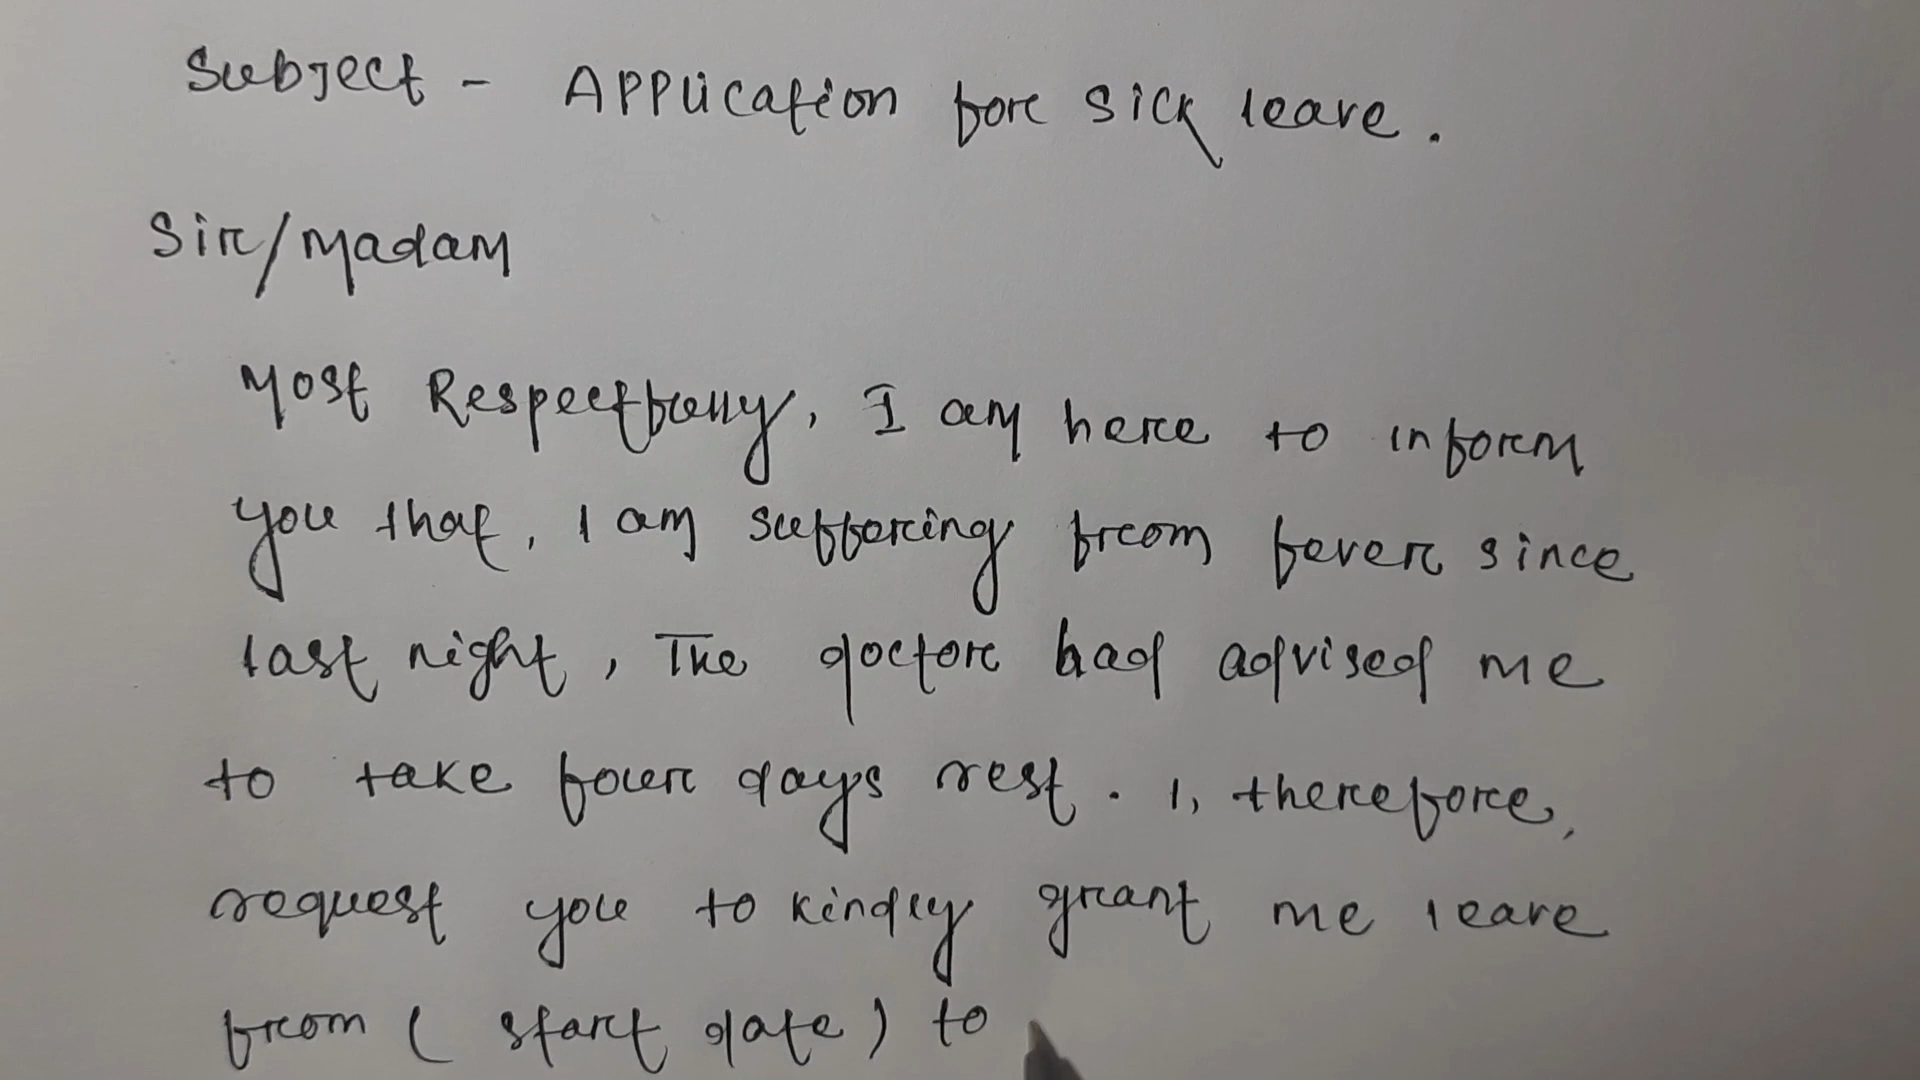 Subject - Application for sick leave.
Sir/Madam
Most Respectfully, I am here to inform
you that, I am suffering from fever since
last night, The doctor had advised me
to take four days rest. I, therefore,
request you to kindly grant me leave
from ( start date ) to